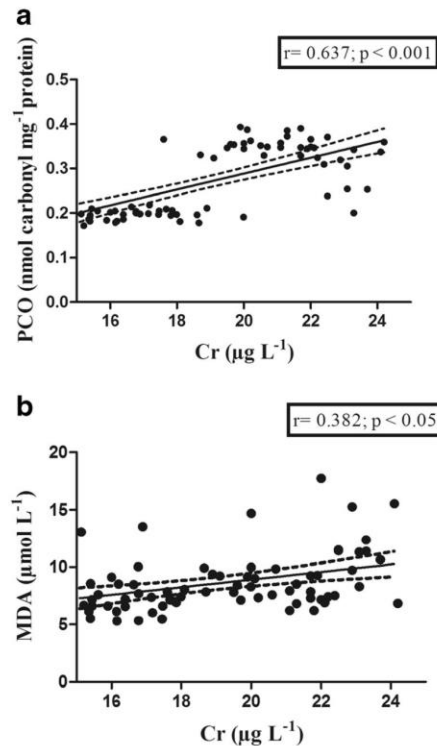 a
r= 0.637; p < 0.001
PCO (nmol carbonyl mg⁻¹protein)
0.5
0.4
0.3
0.2
0.1
0.0
16 18 20 22 24
Cr (µg L⁻¹)
b
r= 0.382; p < 0.05
MDA (µmol L⁻¹)
20
15
10
5
0
16 18 20 22 24
Cr (µg L⁻¹)